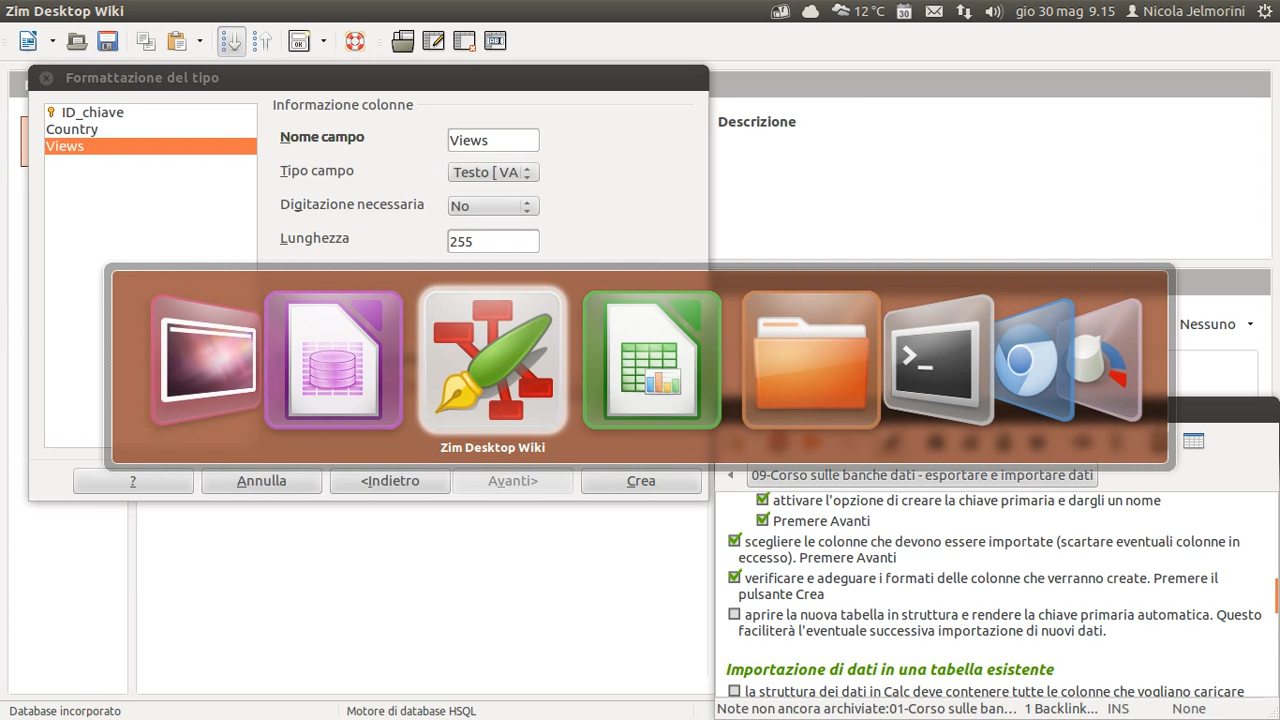 Zim Desktop Wiki
12 °C
30
gio 30 mag 9.15
Nicola Jelmorini
Formattazione del tipo
ID_chiave
Country
Views
Informazione colonne
Nome campo
Views
Tipo campo
Testo [ VA
Digitazione necessaria
No
Lunghezza
255
Descrizione
Nessuno
Zim Desktop Wiki
?
Annulla
<Indietro
Avanti>
Crea
09-Corso sulle banche dati - esportare e importare dati
attivare l'opzione di creare la chiave primaria e dargli un nome
Premere Avanti
scegliere le colonne che devono essere importate (scartare eventuali colonne in
eccesso). Premere Avanti
verificare e adeguare i formati delle colonne che verranno create. Premere il
pulsante Crea
aprire la nuova tabella in struttura e rendere la chiave primaria automatica. Questo
faciliterà l'eventuale successiva importazione di nuovi dati.
Importazione di dati in una tabella esistente
la struttura dei dati in Calc deve contenere tutte le colonne che vogliano caricare
Note non ancora archiviate:01-Corso sulle ban... 1 Backlink... INS None
Database incorporato
Motore di database HSQL